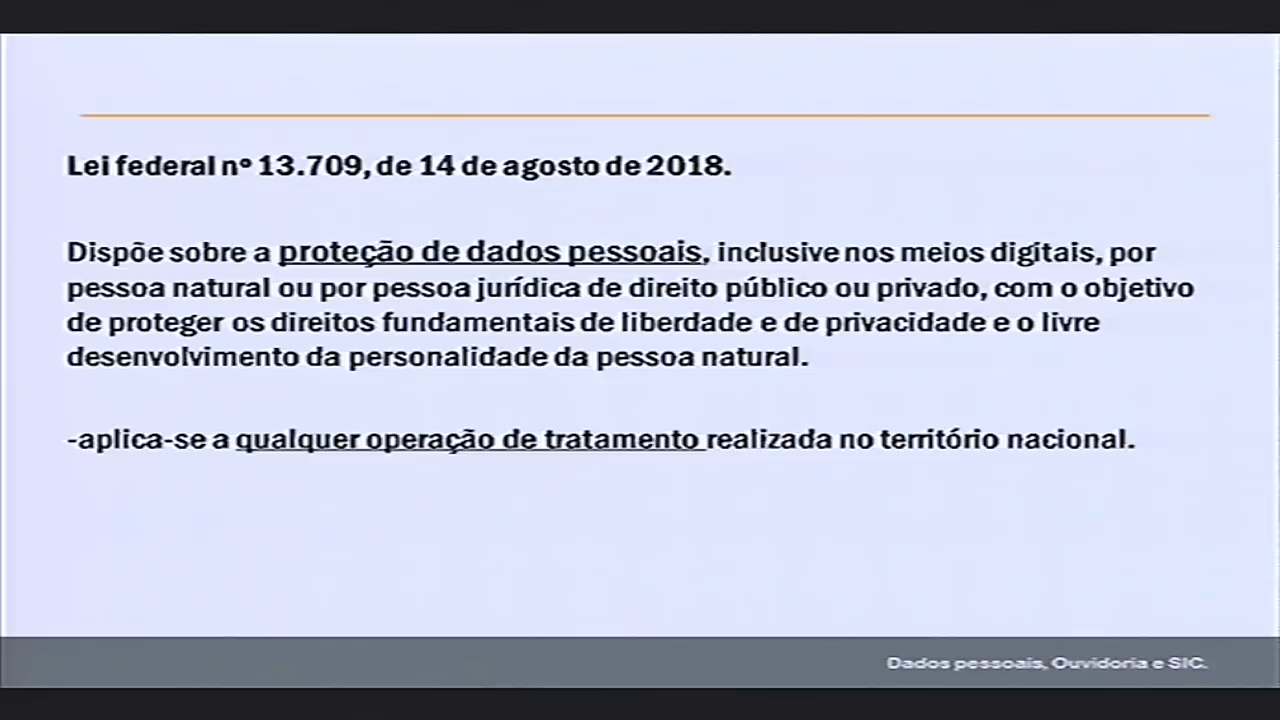 Lei federal nº 13.709, de 14 de agosto de 2018.
Dispõe sobre a proteção de dados pessoais, inclusive nos meios digitais, por
pessoa natural ou por pessoa jurídica de direito público ou privado, com o objetivo
de proteger os direitos fundamentais de liberdade e de privacidade e o livre
desenvolvimento da personalidade da pessoa natural.
-aplica-se a qualquer operação de tratamento realizada no território nacional.
Dados pessoais, Ouvidoria e SIC.